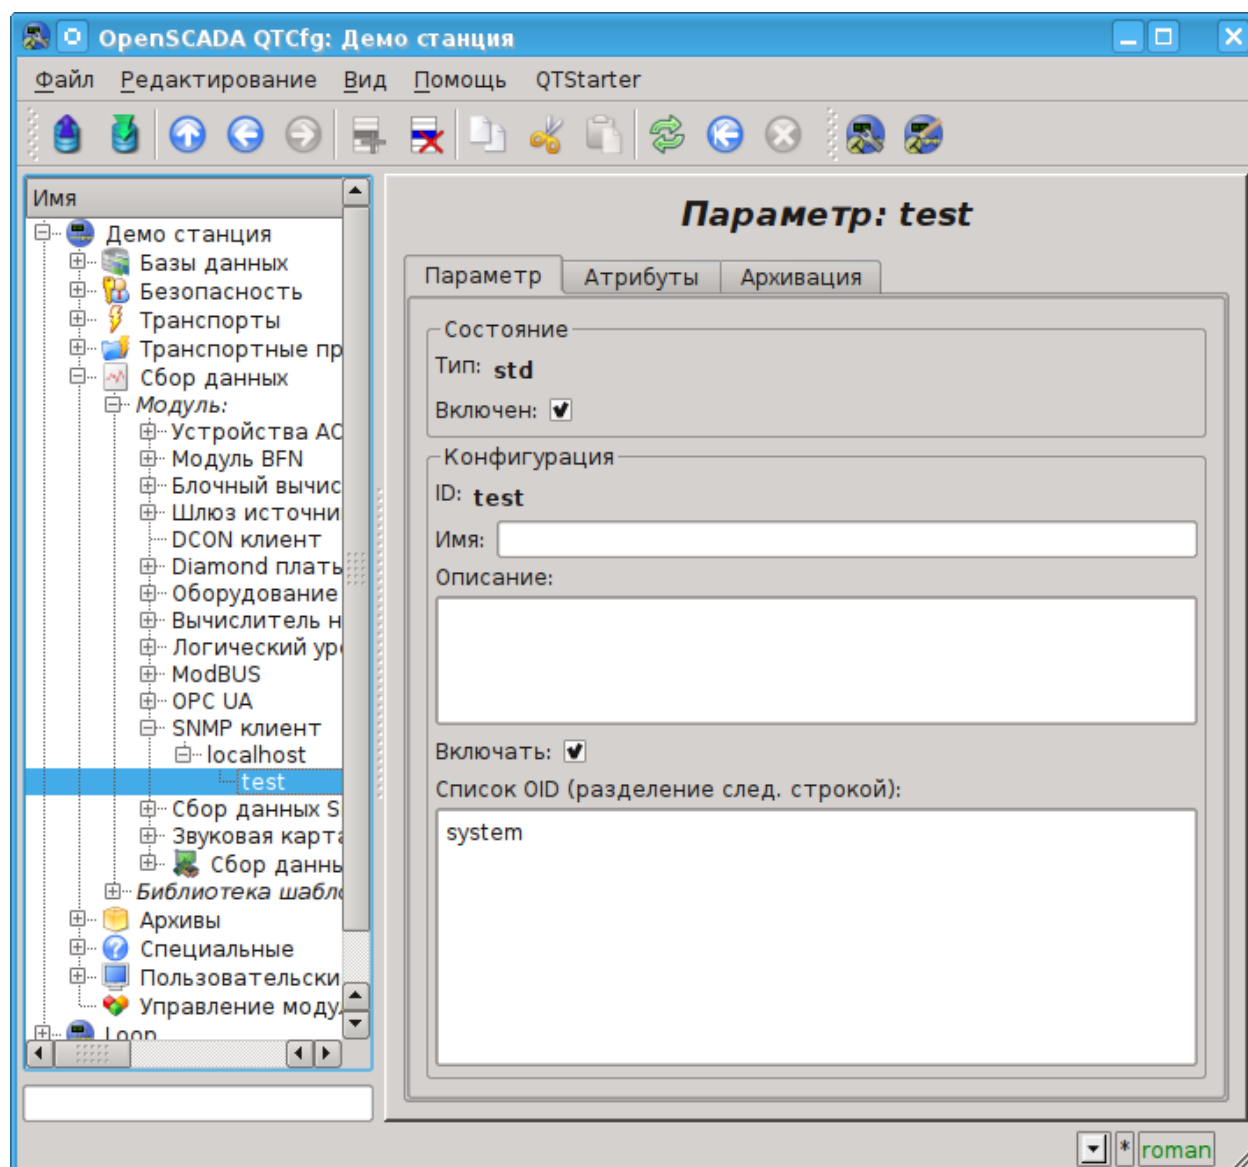 OpenSCADA QTCfg: Демо станция
Файл Редактирование Вид Помощь QTStarter
Имя
Демо станция
Базы данных
Безопасность
Транспорты
Транспортные пр
Сбор данных
Модуль:
Устройства АС
Модуль BFN
Блочный вычис
Шлюз источни
DCON клиент
Diamond плать
Оборудование
Вычислитель н
Логический уро
ModBUS
OPC UA
SNMP клиент
localhost
test
Сбор данных S
Звуковая карта
Сбор данны
Библиотека шабло
Архивы
Специальные
Пользовательски
Управление моду
Loop
Параметр: test
Параметр Атрибуты Архивация
Состояние
Тип: std
Включен:
Конфигурация
ID: test
Имя:
Описание:
Включать:
Список OID (разделение след. строкой):
system
* roman